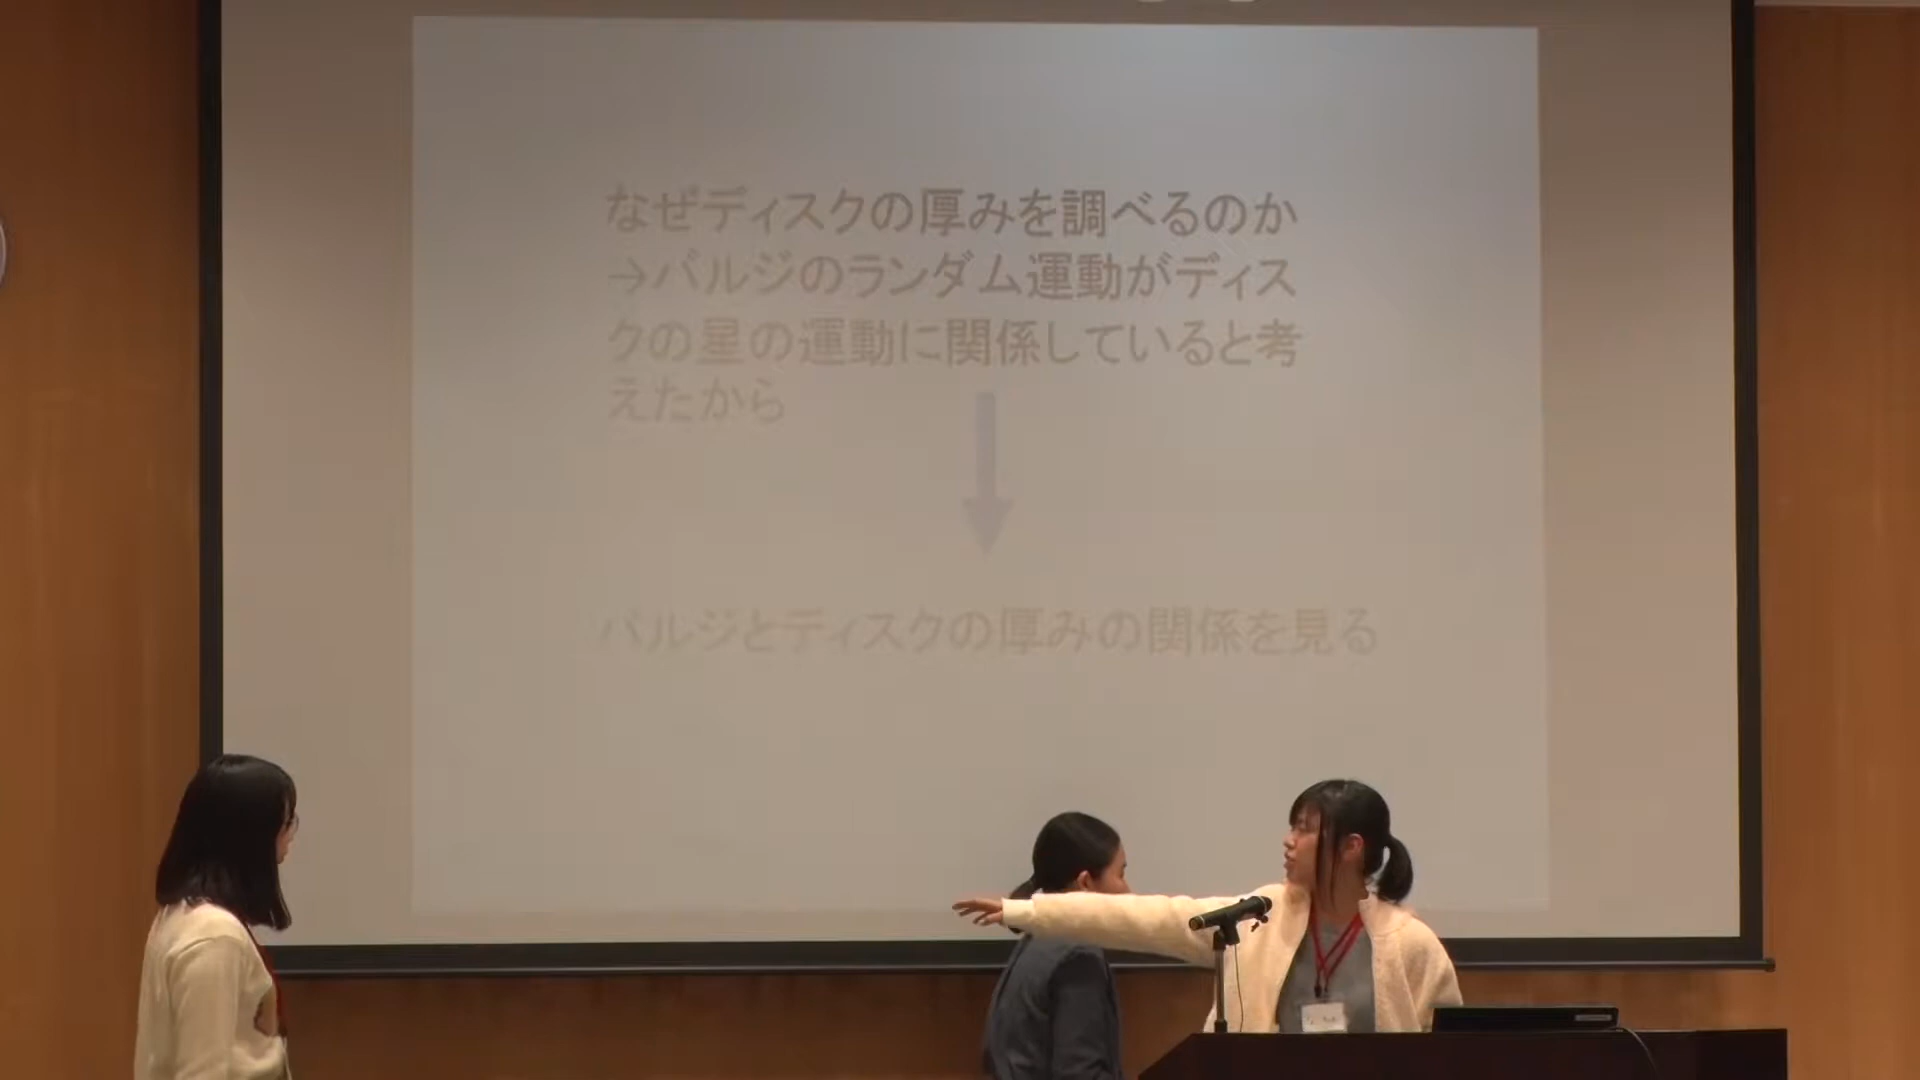 なぜディスクの厚みを調べるのか
→バルジのランダム運動がディス
クの星の運動に関係していると考
えたから
バルジとディスクの厚みの関係を見る